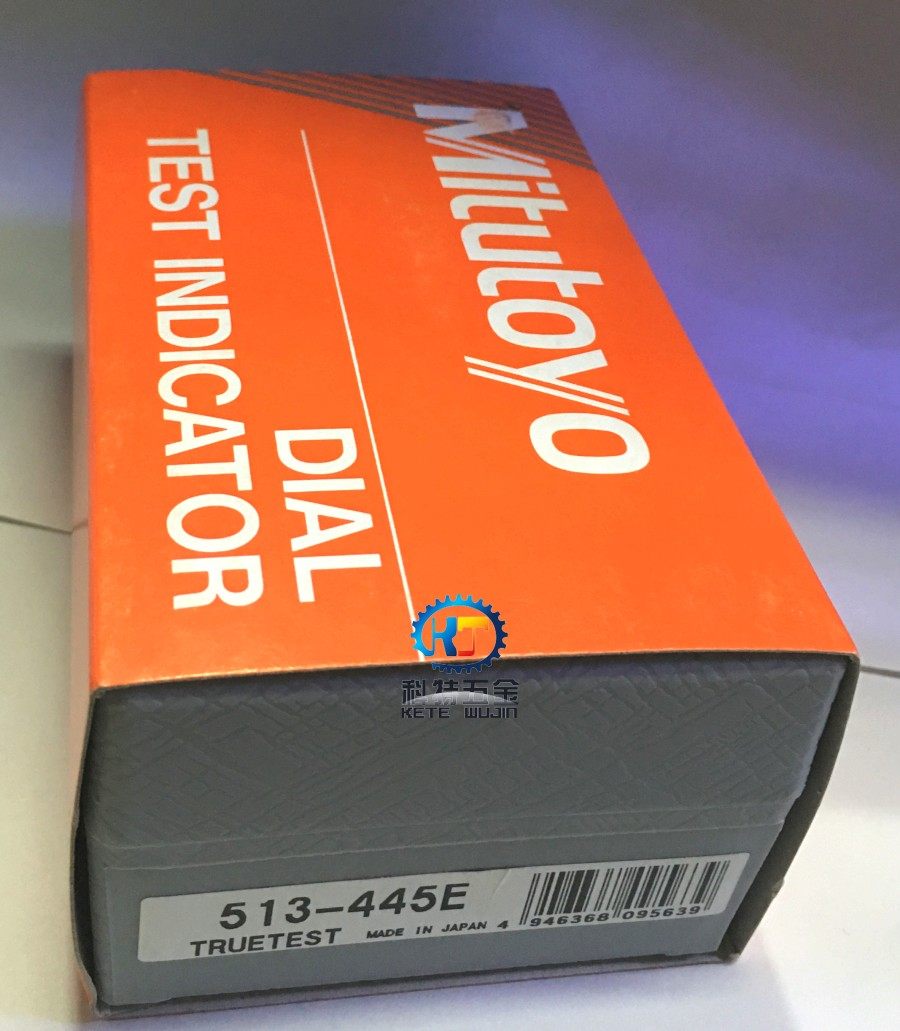 Mitutoyo
DIAL
TEST INDICATOR
KT
科特五金
KETE WUJIN
513-445E
TRUETEST MADE IN JAPAN 4 946368 095639